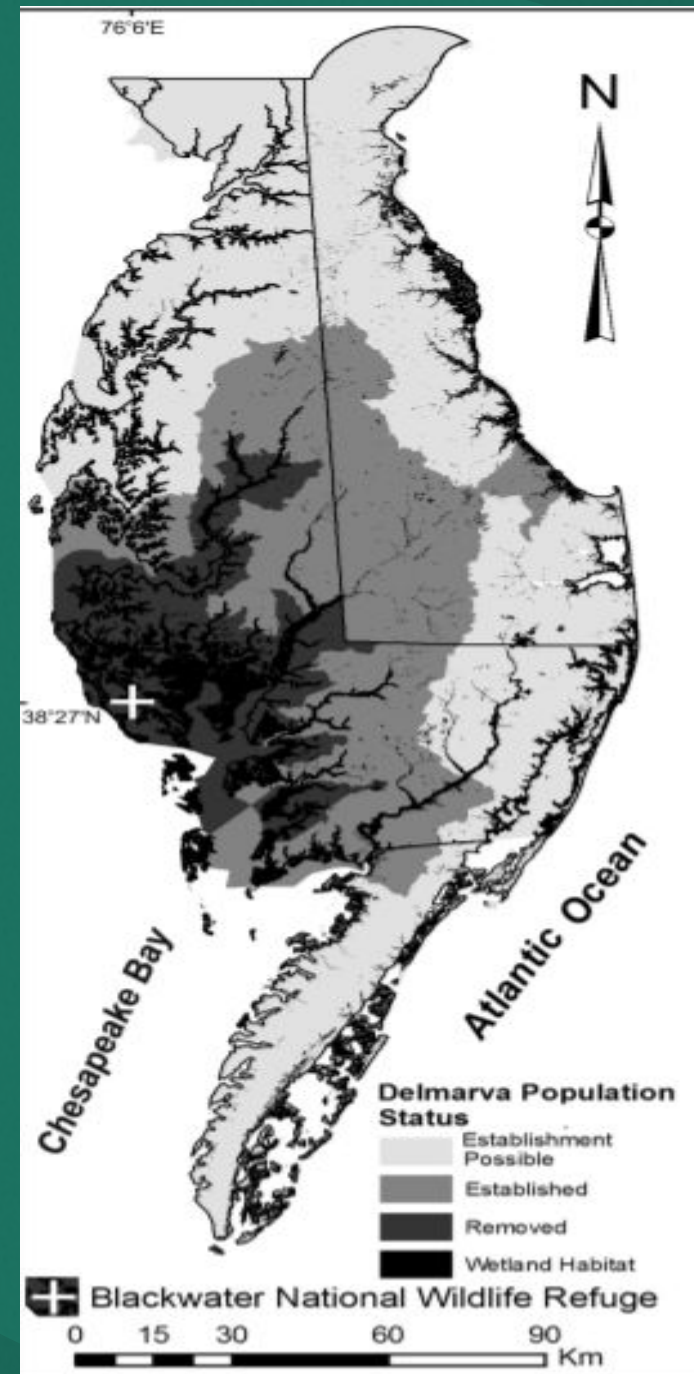 76°6'E
N
38°27'N
Chesapeake Bay
Atlantic Ocean
Delmarva Population
Status
Establishment
Possible
Established
Removed
Wetland Habitat
Blackwater National Wildlife Refuge
0 15 30 60 90
Km